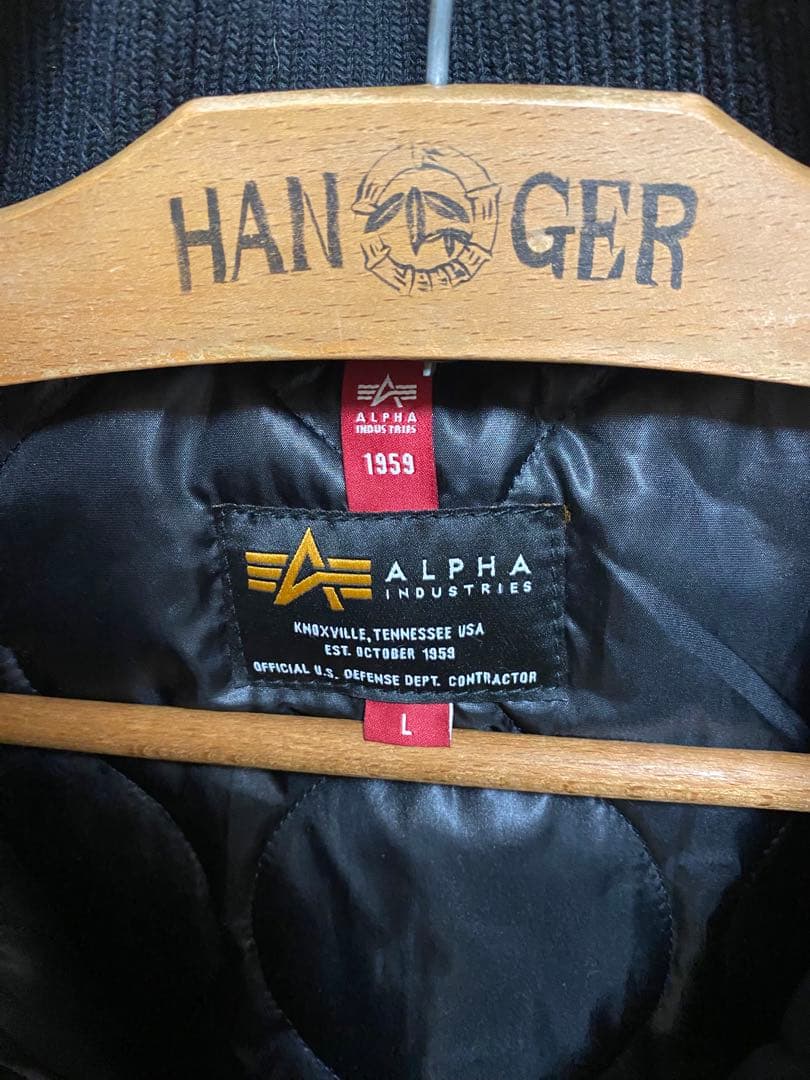 HAN GER
ALPHA
INDUSTRIES
1959
ALPHA
INDUSTRIES
KNOXVILLE, TENNESSEE USA
EST. OCTOBER 1959
OFFICIAL U.S. DEFENSE DEPT. CONTRACTOR
L